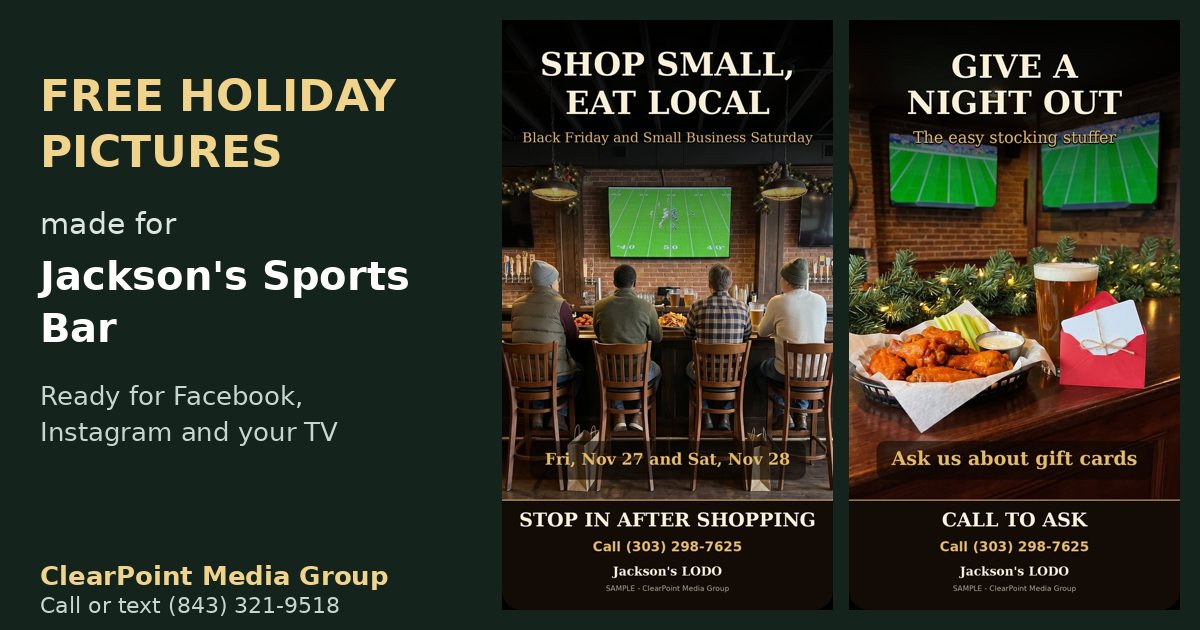 FREE HOLIDAY
PICTURES
made for
Jackson's Sports
Bar
Ready for Facebook,
Instagram and your TV
ClearPoint Media Group
Call or text (843) 321-9518
SHOP SMALL,
EAT LOCAL
Black Friday and Small Business Saturday
Fri, Nov 27 and Sat, Nov 28
STOP IN AFTER SHOPPING
Call (303) 298-7625
Jackson's LODO
SAMPLE - ClearPoint Media Group
GIVE A
NIGHT OUT
The easy stocking stuffer
Ask us about gift cards
CALL TO ASK
Call (303) 298-7625
Jackson's LODO
SAMPLE - ClearPoint Media Group